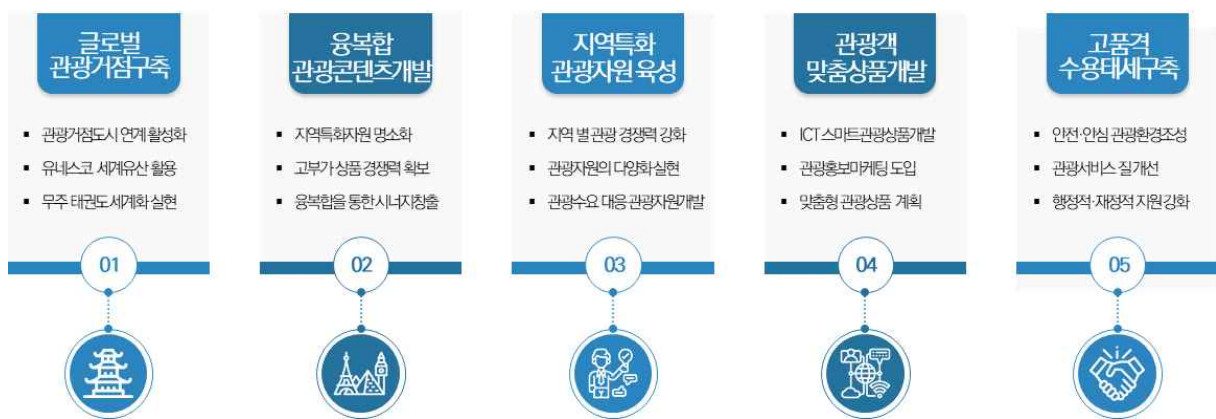 글로벌
관광거점구축
▪ 관광거점도시 연계 활성화
▪ 유네스코 세계유산 활용
▪ 무주 태권도 세계화 실현
01
융복합
관광콘텐츠개발
▪ 지역특화자원 명소화
▪ 고부가 상품 경쟁력 확보
▪ 융복합을 통한 시너지창출
02
지역특화
관광자원 육성
▪ 지역 별 관광 경쟁력 강화
▪ 관광자원의 다양화 실현
▪ 관광수요 대응 관광자원개발
03
관광객
맞춤상품개발
▪ ICT 스마트관광상품개발
▪ 관광홍보마케팅 도입
▪ 맞춤형 관광상품 계획
04
고품격
수용태세구축
▪ 안전·안심 관광환경조성
▪ 관광서비스 질 개선
▪ 행정적·재정적 지원 강화
05